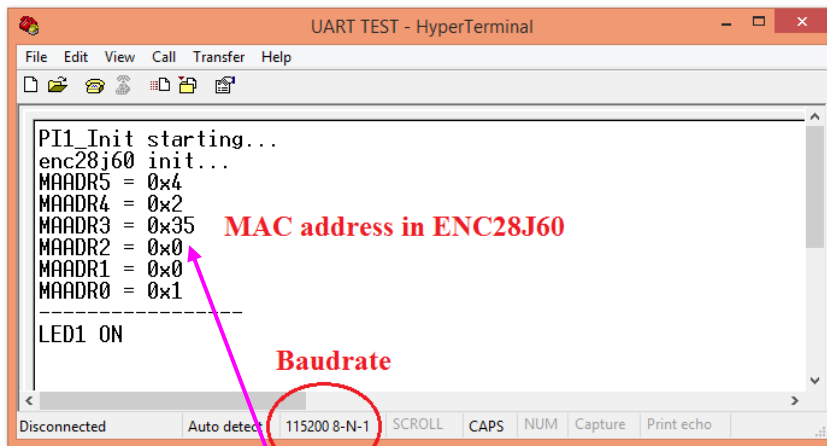 UART TEST - HyperTerminal
File Edit View Call Transfer Help
PI1_Init starting...
enc28j60 init...
MAADR5 = 0x4
MAADR4 = 0x2
MAADR3 = 0x35 MAC address in ENC28J60
MAADR2 = 0x0
MAADR1 = 0x0
MAADR0 = 0x1
-----------------
LED1 ON
Baudrate
Disconnected Auto detect 115200 8-N-1 SCROLL CAPS NUM Capture Print echo